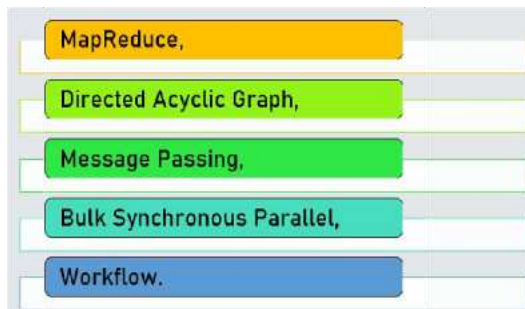 MapReduce,
Directed Acyclic Graph,
Message Passing,
Bulk Synchronous Parallel,
Workflow.